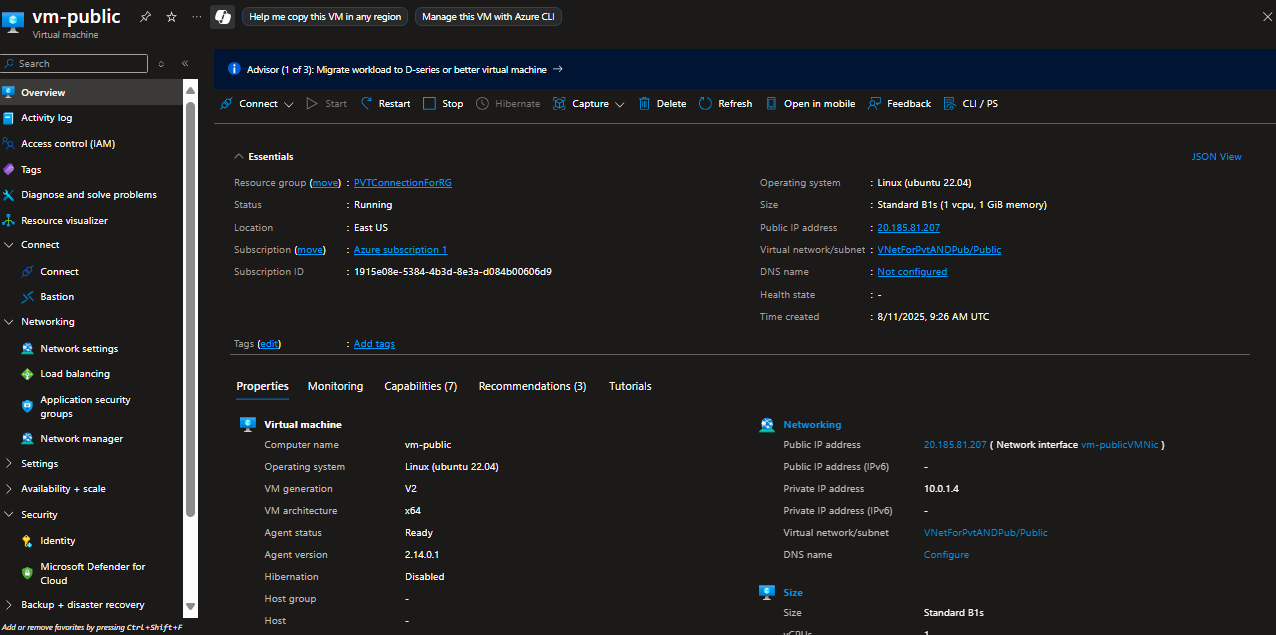 vm-public
Virtual machine
Help me copy this VM in any region
Manage this VM with Azure CLI
Search
Overview
Activity log
Access control (IAM)
Tags
Diagnose and solve problems
Resource visualizer
Connect
Connect
Bastion
Networking
Network settings
Load balancing
Application security
groups
Network manager
Settings
Availability + scale
Security
Identity
Microsoft Defender for
Cloud
Backup + disaster recovery
Add or remove favorites by pressing Ctrl+Shift+F
Advisor (1 of 3): Migrate workload to D-series or better virtual machine →
Connect Start Restart Stop Hibernate Capture Delete Refresh Open in mobile Feedback CLI / PS
Essentials
JSON View
Resource group (move) : PVTConnectionForRG
Status : Running
Location : East US
Subscription (move) : Azure subscription 1
Subscription ID : 1915e08e-5384-4b3d-8e3a-d084b00606d9
Operating system : Linux (ubuntu 22.04)
Size : Standard B1s (1 vcpu, 1 GiB memory)
Public IP address : 20.185.81.207
Virtual network/subnet : VNetForPvtANDPub/Public
DNS name : Not configured
Health state : -
Time created : 8/11/2025, 9:26 AM UTC
Tags (edit) : Add tags
Properties Monitoring Capabilities (7) Recommendations (3) Tutorials
Virtual machine
Computer name vm-public
Operating system Linux (ubuntu 22.04)
VM generation V2
VM architecture x64
Agent status Ready
Agent version 2.14.0.1
Hibernation Disabled
Host group -
Host -
Networking
Public IP address 20.185.81.207 ( Network interface vm-publicVMNic )
Public IP address (IPv6) -
Private IP address 10.0.1.4
Private IP address (IPv6) -
Virtual network/subnet VNetForPvtANDPub/Public
DNS name Configure
Size
Size Standard B1s
vCPUs 1